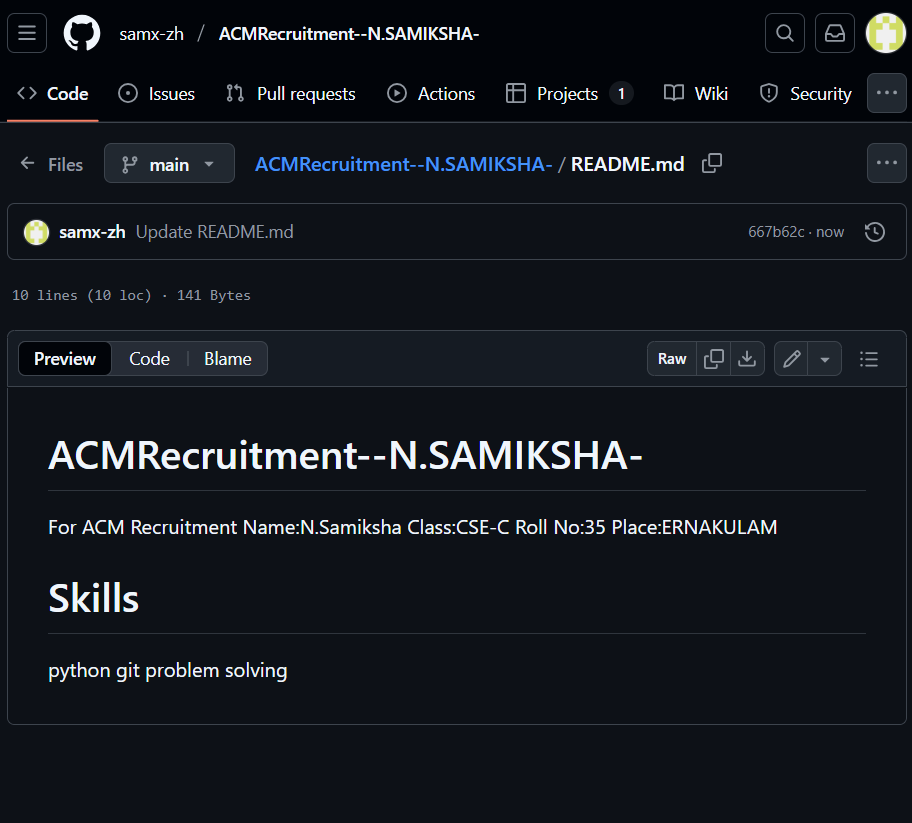 samx-zh / ACMRecruitment--N.SAMIKSHA-
Code Issues Pull requests Actions Projects 1 Wiki Security
Files main ACMRecruitment--N.SAMIKSHA- / README.md
samx-zh Update README.md 667b62c · now
10 lines (10 loc) · 141 Bytes
Preview Code Blame Raw
ACMRecruitment--N.SAMIKSHA-
For ACM Recruitment Name:N.Samiksha Class:CSE-C Roll No:35 Place:ERNAKULAM
Skills
python git problem solving